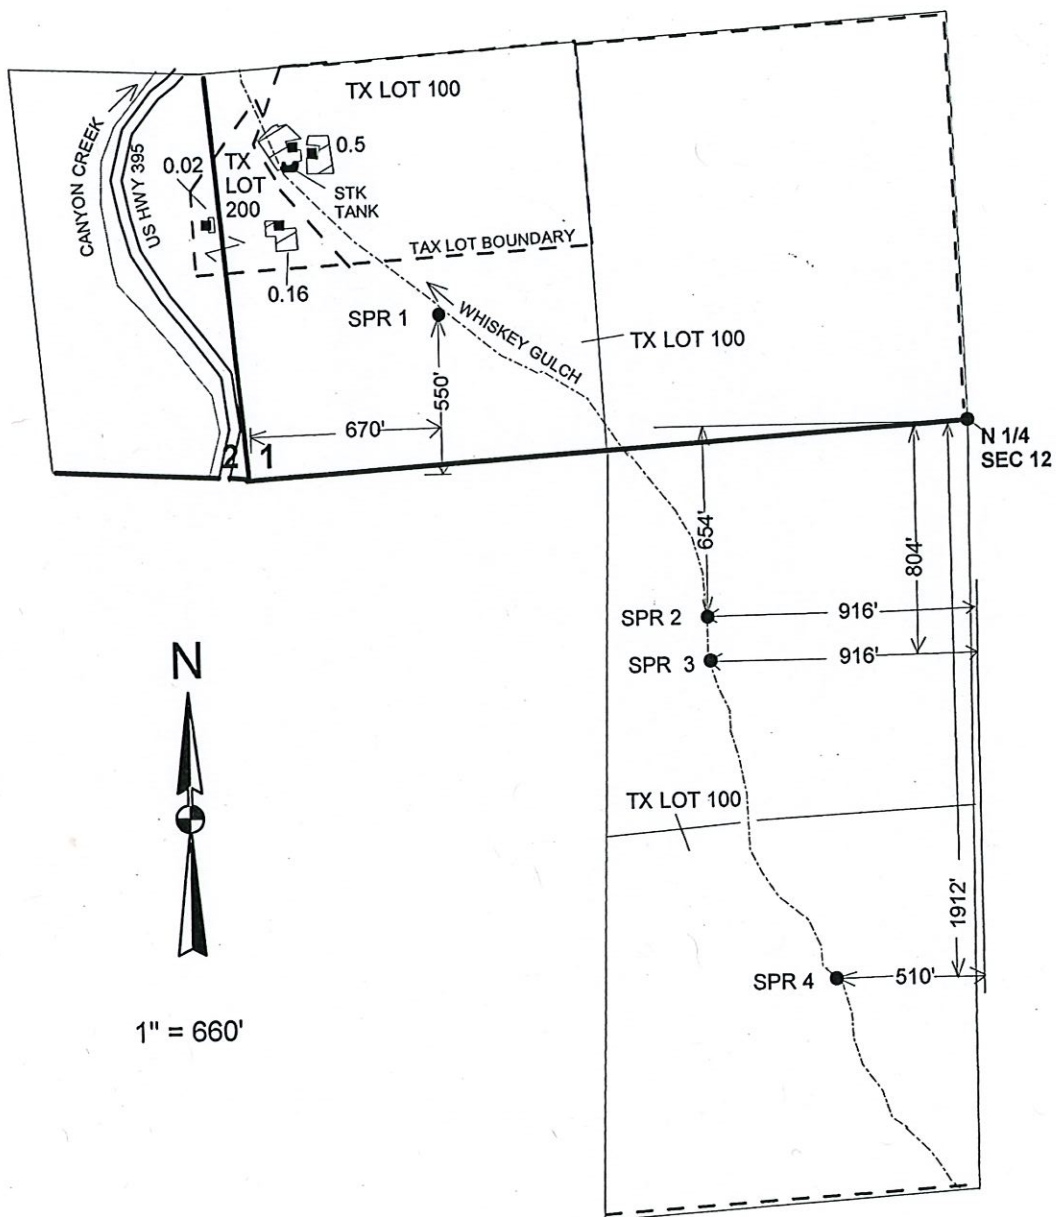 TX LOT 100
CANYON CREEK
US HWY 395
0.02
TX
LOT
200
0.5
STK
TANK
TAX LOT BOUNDARY
0.16
SPR 1
WHISKEY GULCH
TX LOT 100
550'
670'
2 1
N 1/4
SEC 12
654'
804'
SPR 2
916'
SPR 3
916'
N
TX LOT 100
1912'
SPR 4
510'
1" = 660'